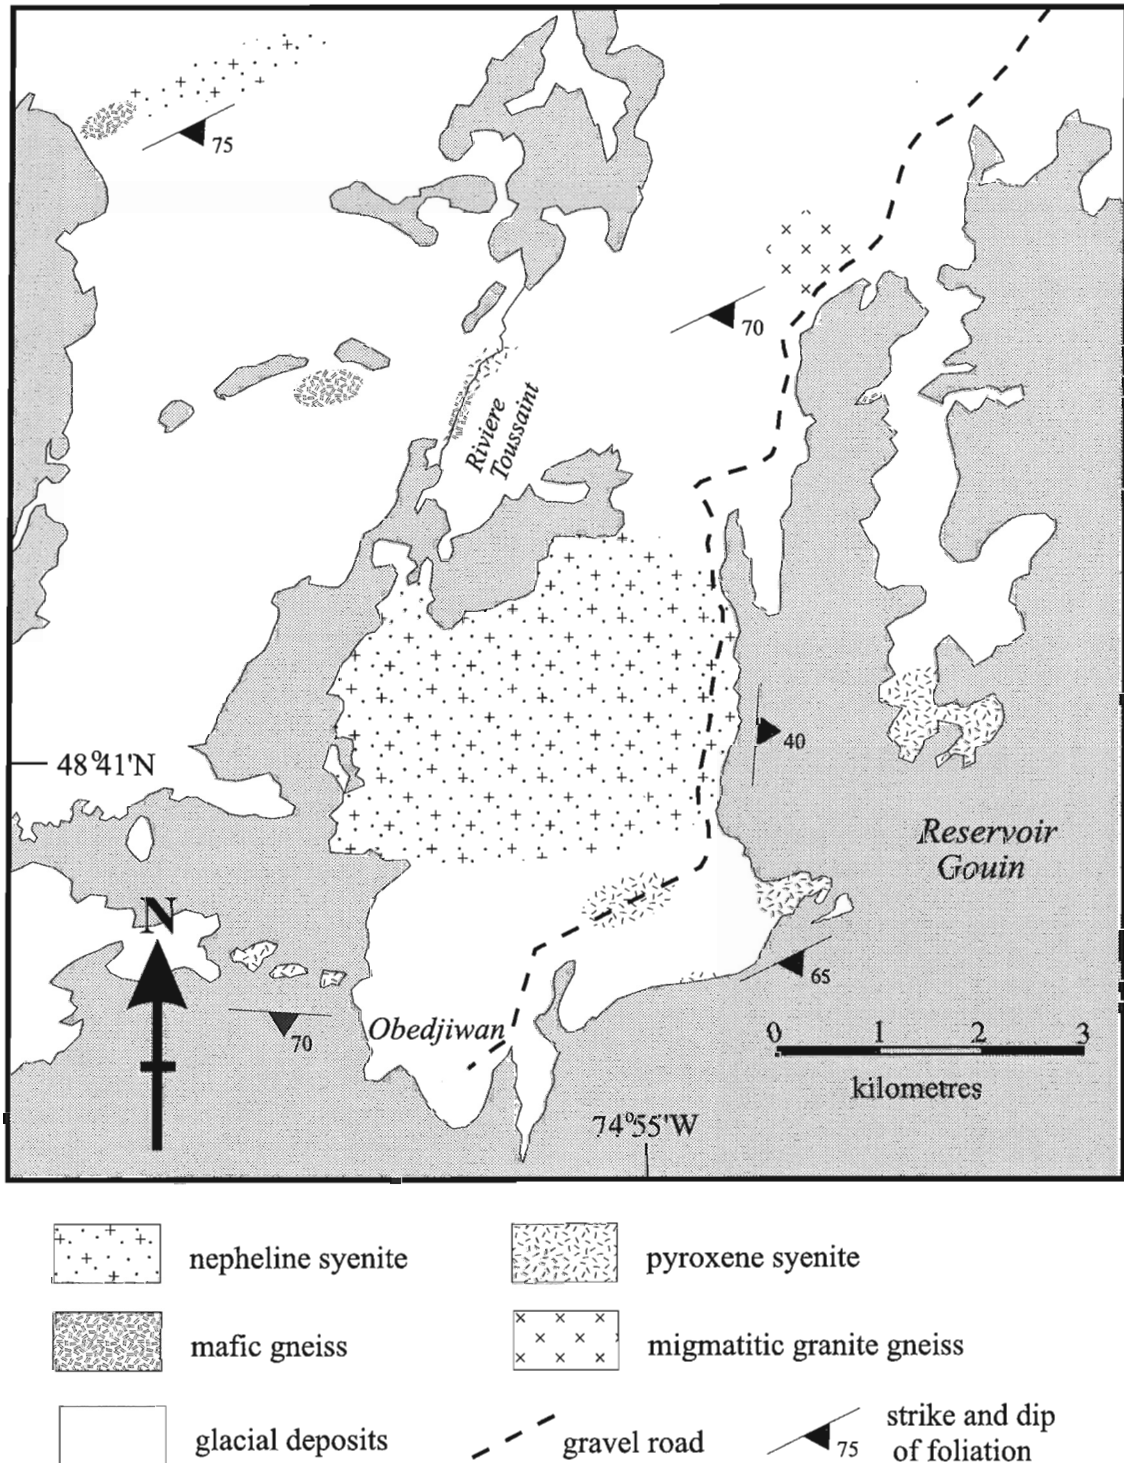 75
70
Riviere
Toussaint
40
48°41'N
Reservoir
Gouin
N
65
70
Obedjiwan
0 1 2 3
kilometres
74°55'W
nepheline syenite
pyroxene syenite
mafic gneiss
migmatitic granite gneiss
glacial deposits
gravel road
75
strike and dip
of foliation